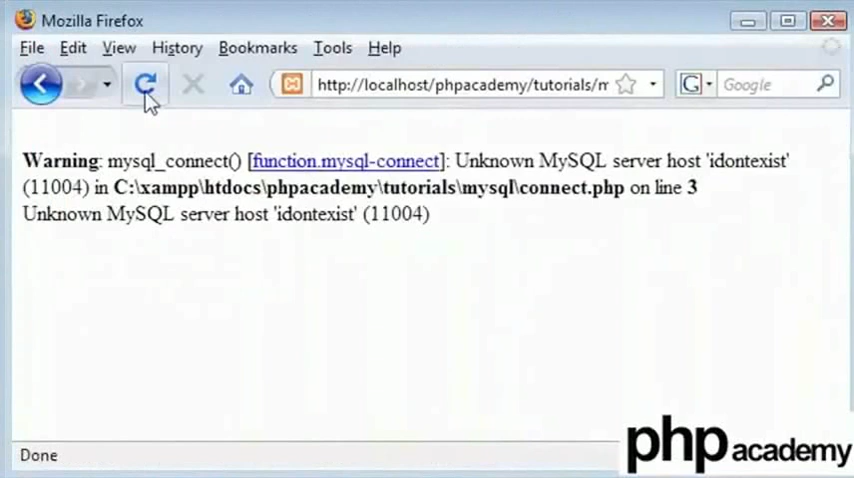 Mozilla Firefox
File Edit View History Bookmarks Tools Help
http://localhost/phpacademy/tutorials/m G Google
Warning: mysql_connect() [function.mysql-connect]: Unknown MySQL server host 'idontexist'
(11004) in C:\xampp\htdocs\phpacademy\tutorials\mysql\connect.php on line 3
Unknown MySQL server host 'idontexist' (11004)
Done
php academy